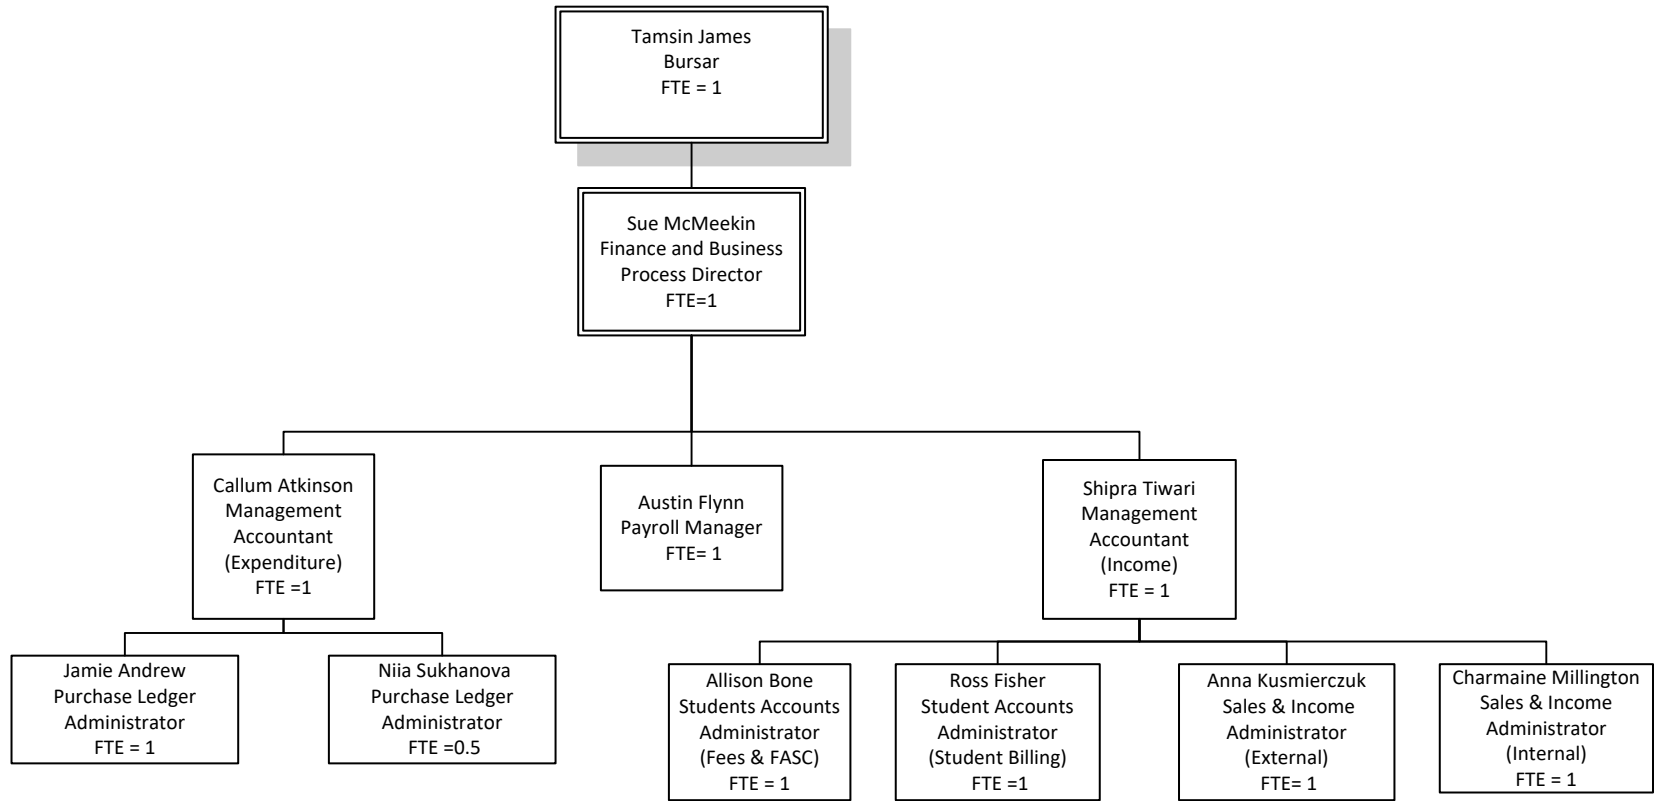 Tamsin James
Bursar
FTE = 1
Sue McMeekin
Finance and Business
Process Director
FTE=1
Callum Atkinson
Management
Accountant
(Expenditure)
FTE =1
Austin Flynn
Payroll Manager
FTE= 1
Shipra Tiwari
Management
Accountant
(Income)
FTE = 1
Jamie Andrew
Purchase Ledger
Administrator
FTE = 1
Niia Sukhanova
Purchase Ledger
Administrator
FTE =0.5
Allison Bone
Students Accounts
Administrator
(Fees & FASC)
FTE = 1
Ross Fisher
Student Accounts
Administrator
(Student Billing)
FTE =1
Anna Kusmierczuk
Sales & Income
Administrator
(External)
FTE= 1
Charmaine Millington
Sales & Income
Administrator
(Internal)
FTE = 1